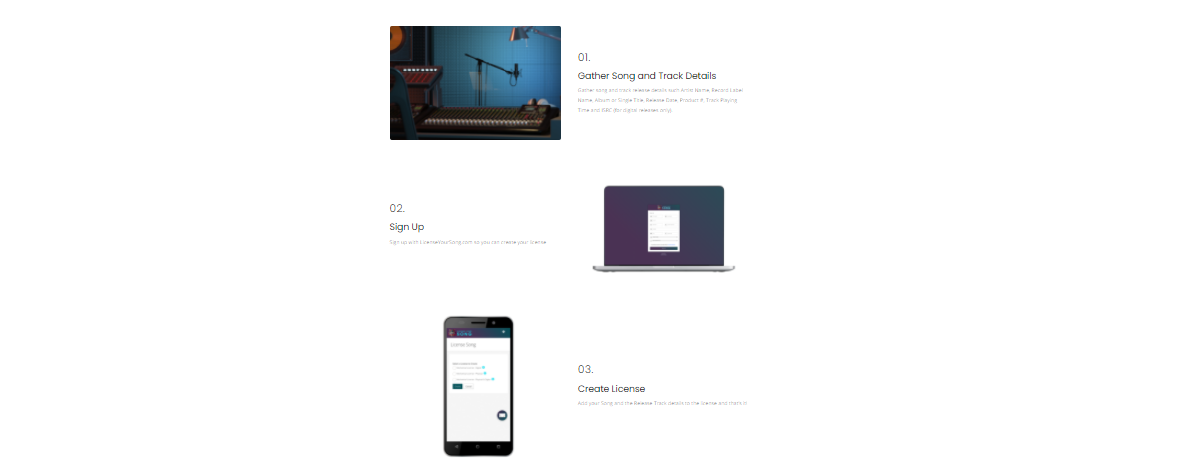 01.
Gather Song and Track Details
Gather song and track release details such Artist Name, Record Label
Name, Album or Single Title, Release Date, Product #, Track Playing
Time and ISRC (for digital releases only)
02.
Sign Up
Sign up with LicenseYourSong.com so you can create your license
SONG
License Song
03.
Create License
Add your Song and the Release Track details to the license and that's it